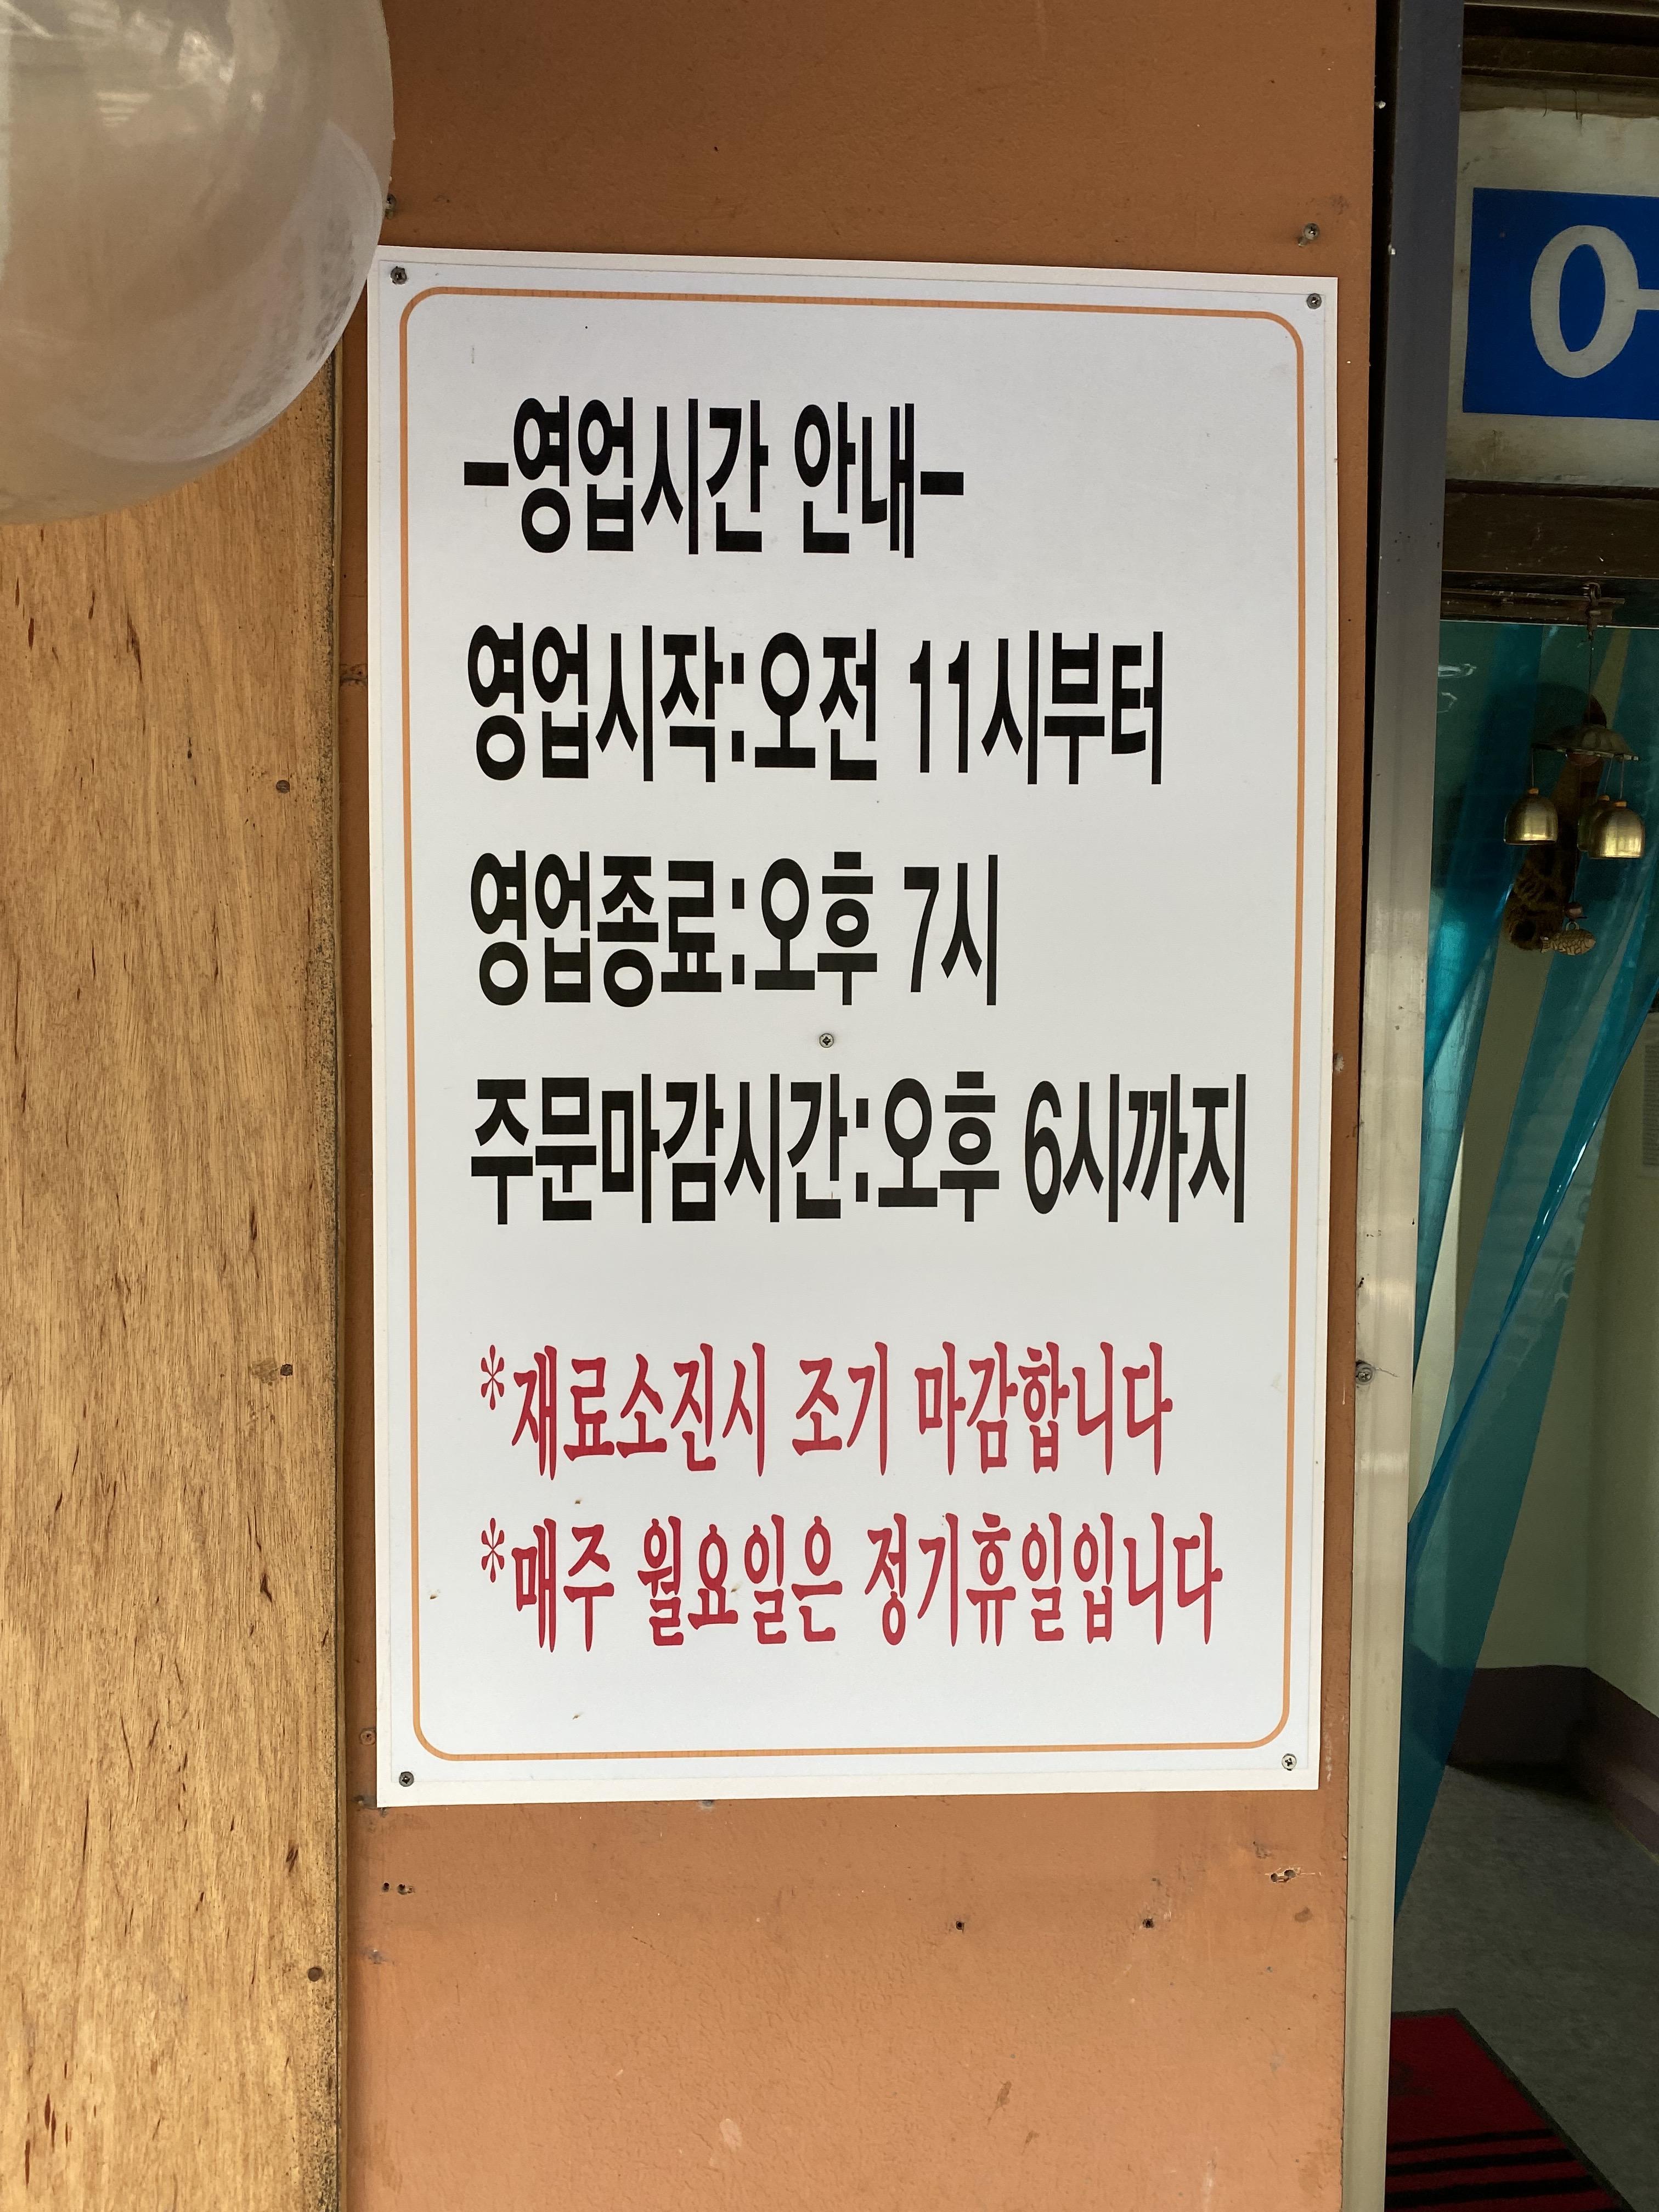 -영업시간 안내-
영업시작:오전 11시부터
영업종료:오후 7시
주문마감시간:오후 6시까지
*재료소진시 조기 마감합니다
*매주 월요일은 정기휴일입니다